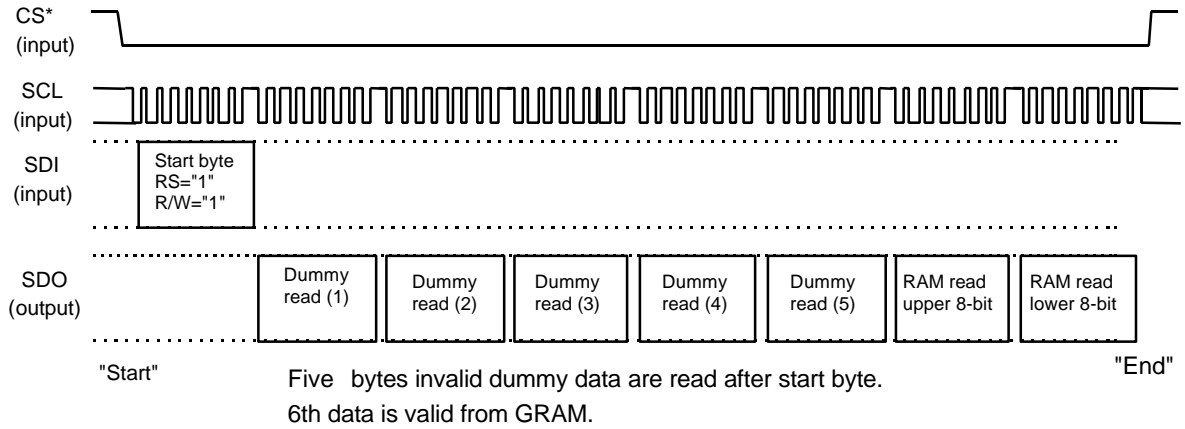 CS*
(input)
SCL
(input)
SDI
(input)
Start byte
RS="1"
R/W="1"
SDO
(output)
Dummy
read (1)
Dummy
read (2)
Dummy
read (3)
Dummy
read (4)
Dummy
read (5)
RAM read
upper 8-bit
RAM read
lower 8-bit
"Start"
"End"
Five bytes invalid dummy data are read after start byte.
6th data is valid from GRAM.